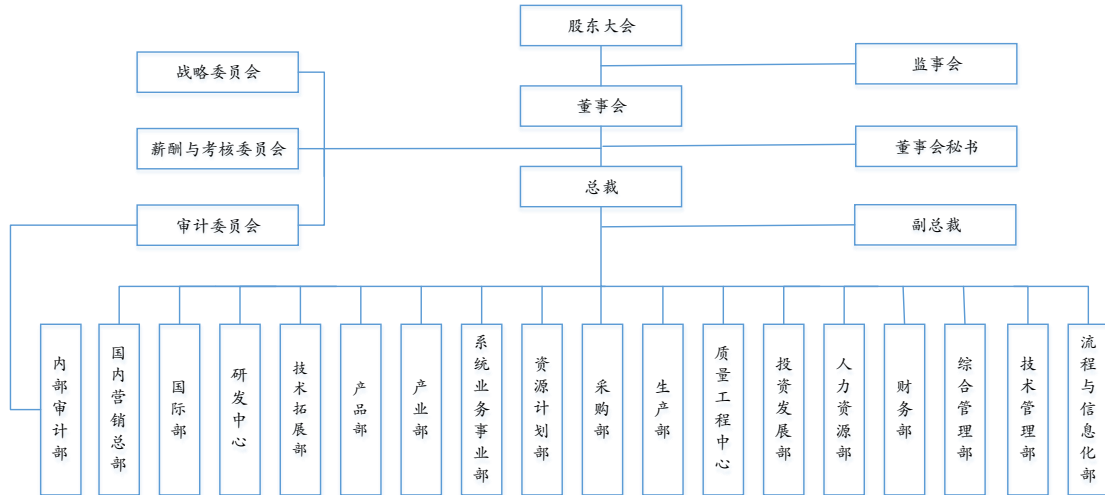 股东大会
监事会
战略委员会
董事会
薪酬与考核委员会
董事会秘书
总裁
审计委员会
副总裁
内部审计部
国内营销总部
国际部
研发中心
技术拓展部
产品部
产业部
系统业务事业部
资源计划部
采购部
生产部
质量工程中心
投资发展部
人力资源部
财务部
综合管理部
技术管理部
流程与信息化部